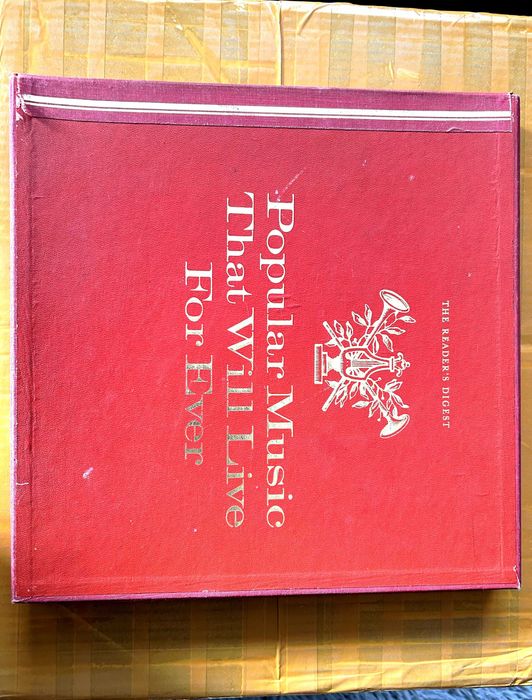 THE READER'S DIGEST
Popular Music
That Will Live
For Ever